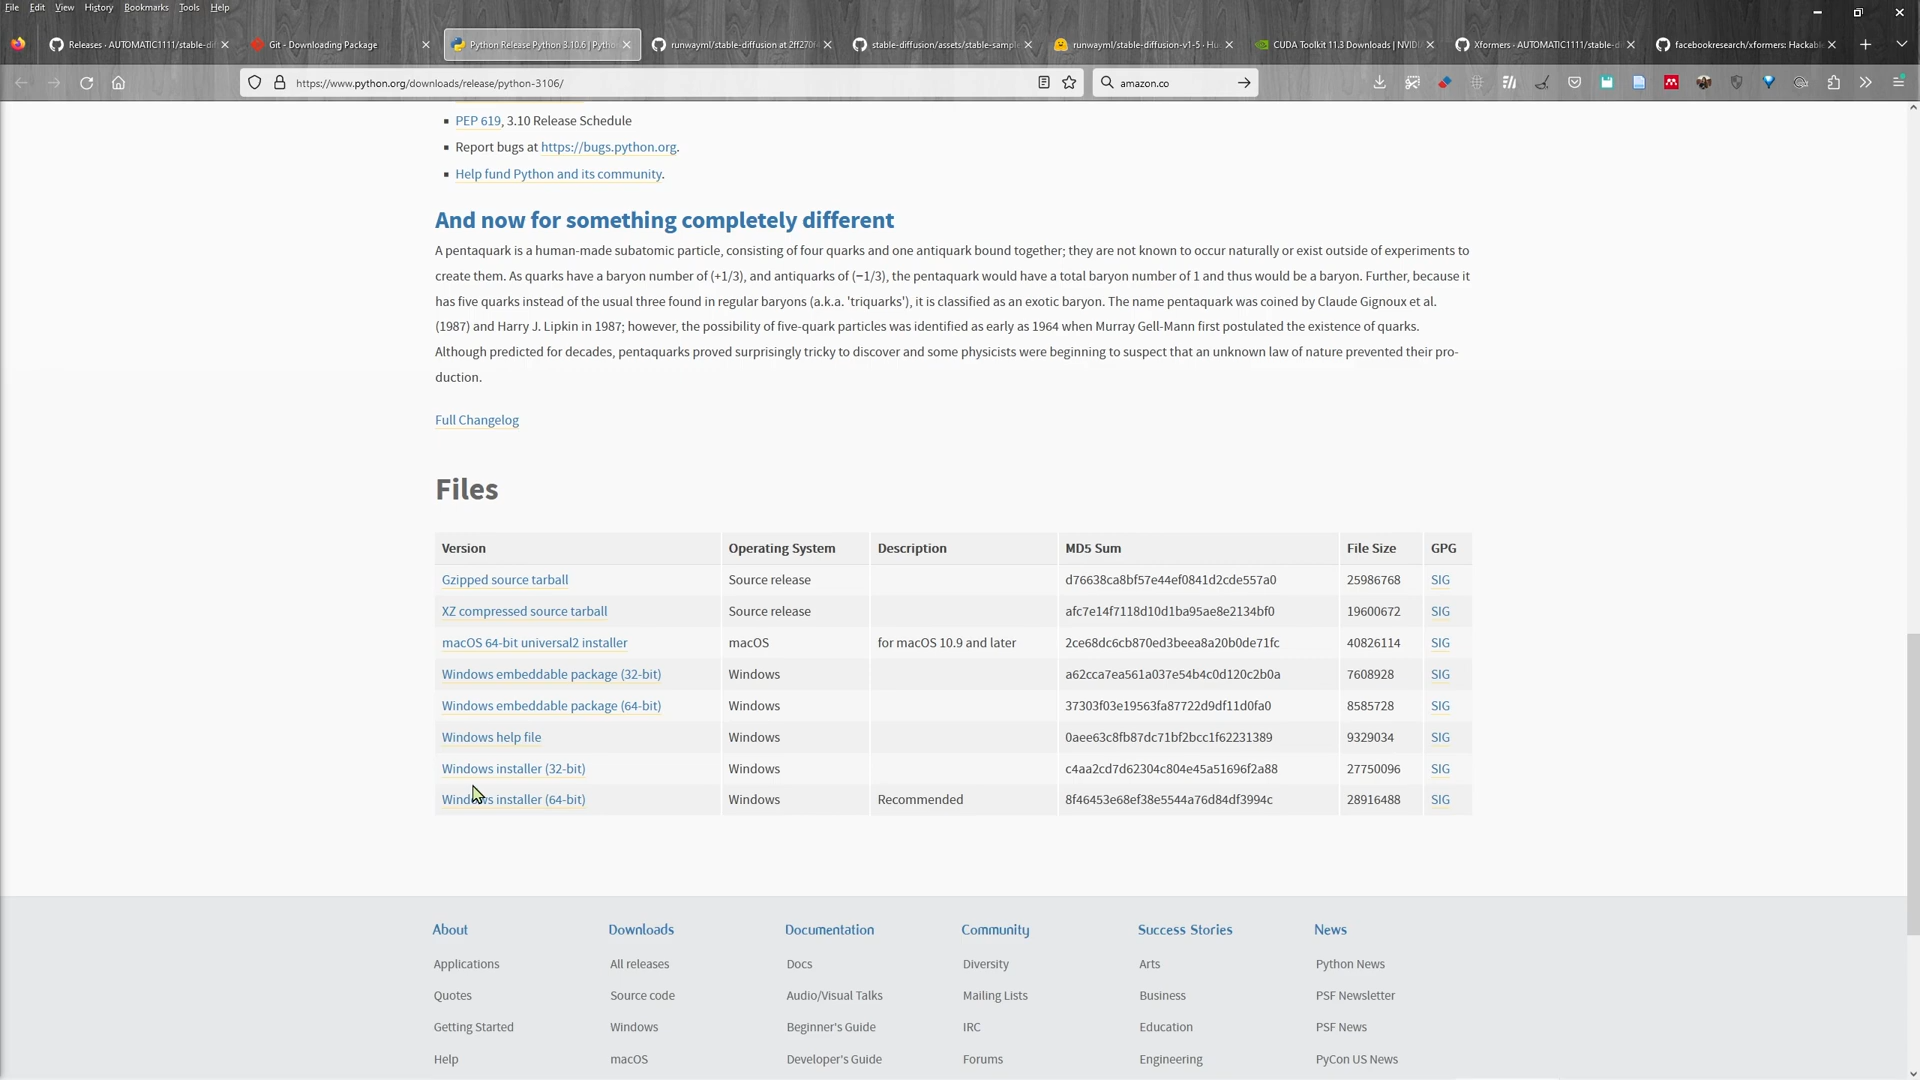 File Edit View History Bookmarks Tools Help
Releases · AUTOMATIC1111/stable-di
Git - Downloading Package
Python Release Python 3.10.6 | Pytho
runwayml/stable-diffusion at 2ff270f
stable-diffusion/assets/stable-sampl
runwayml/stable-diffusion-v1-5 · Hu
CUDA Toolkit 11.3 Downloads | NVIDI
Xformers · AUTOMATIC1111/stable-d
facebookresearch/xformers: Hackabl
https://www.python.org/downloads/release/python-3106/
amazon.co
PEP 619, 3.10 Release Schedule
Report bugs at https://bugs.python.org.
Help fund Python and its community.
And now for something completely different
A pentaquark is a human-made subatomic particle, consisting of four quarks and one antiquark bound together; they are not known to occur naturally or exist outside of experiments to
create them. As quarks have a baryon number of (+1/3), and antiquarks of (−1/3), the pentaquark would have a total baryon number of 1 and thus would be a baryon. Further, because it
has five quarks instead of the usual three found in regular baryons (a.k.a. 'triquarks'), it is classified as an exotic baryon. The name pentaquark was coined by Claude Gignoux et al.
(1987) and Harry J. Lipkin in 1987; however, the possibility of five-quark particles was identified as early as 1964 when Murray Gell-Mann first postulated the existence of quarks.
Although predicted for decades, pentaquarks proved surprisingly tricky to discover and some physicists were beginning to suspect that an unknown law of nature prevented their pro-
duction.
Full Changelog
Files
Version Operating System Description MD5 Sum File Size GPG
Gzipped source tarball Source release d76638ca8bf57e44ef0841d2cde557a0 25986768 SIG
XZ compressed source tarball Source release afc7e14f7118d10d1ba95ae8e2134bf0 19600672 SIG
macOS 64-bit universal2 installer macOS for macOS 10.9 and later 2ce68dc6cb870ed3beea8a20b0de71fc 40826114 SIG
Windows embeddable package (32-bit) Windows a62cca7ea561a037e54b4c0d120c2b0a 7608928 SIG
Windows embeddable package (64-bit) Windows 37303f03e19563fa87722d9df11d0fa0 8585728 SIG
Windows help file Windows 0aee63c8fb87dc71bf2bcc1f62231389 9329034 SIG
Windows installer (32-bit) Windows c4aa2cd7d62304c804e45a51696f2a88 27750096 SIG
Windows installer (64-bit) Windows Recommended 8f46453e68ef38e5544a76d84df3994c 28916488 SIG
About Downloads Documentation Community Success Stories News
Applications All releases Docs Diversity Arts Python News
Quotes Source code Audio/Visual Talks Mailing Lists Business PSF Newsletter
Getting Started Windows Beginner's Guide IRC Education PSF News
Help macOS Developer's Guide Forums Engineering PyCon US News